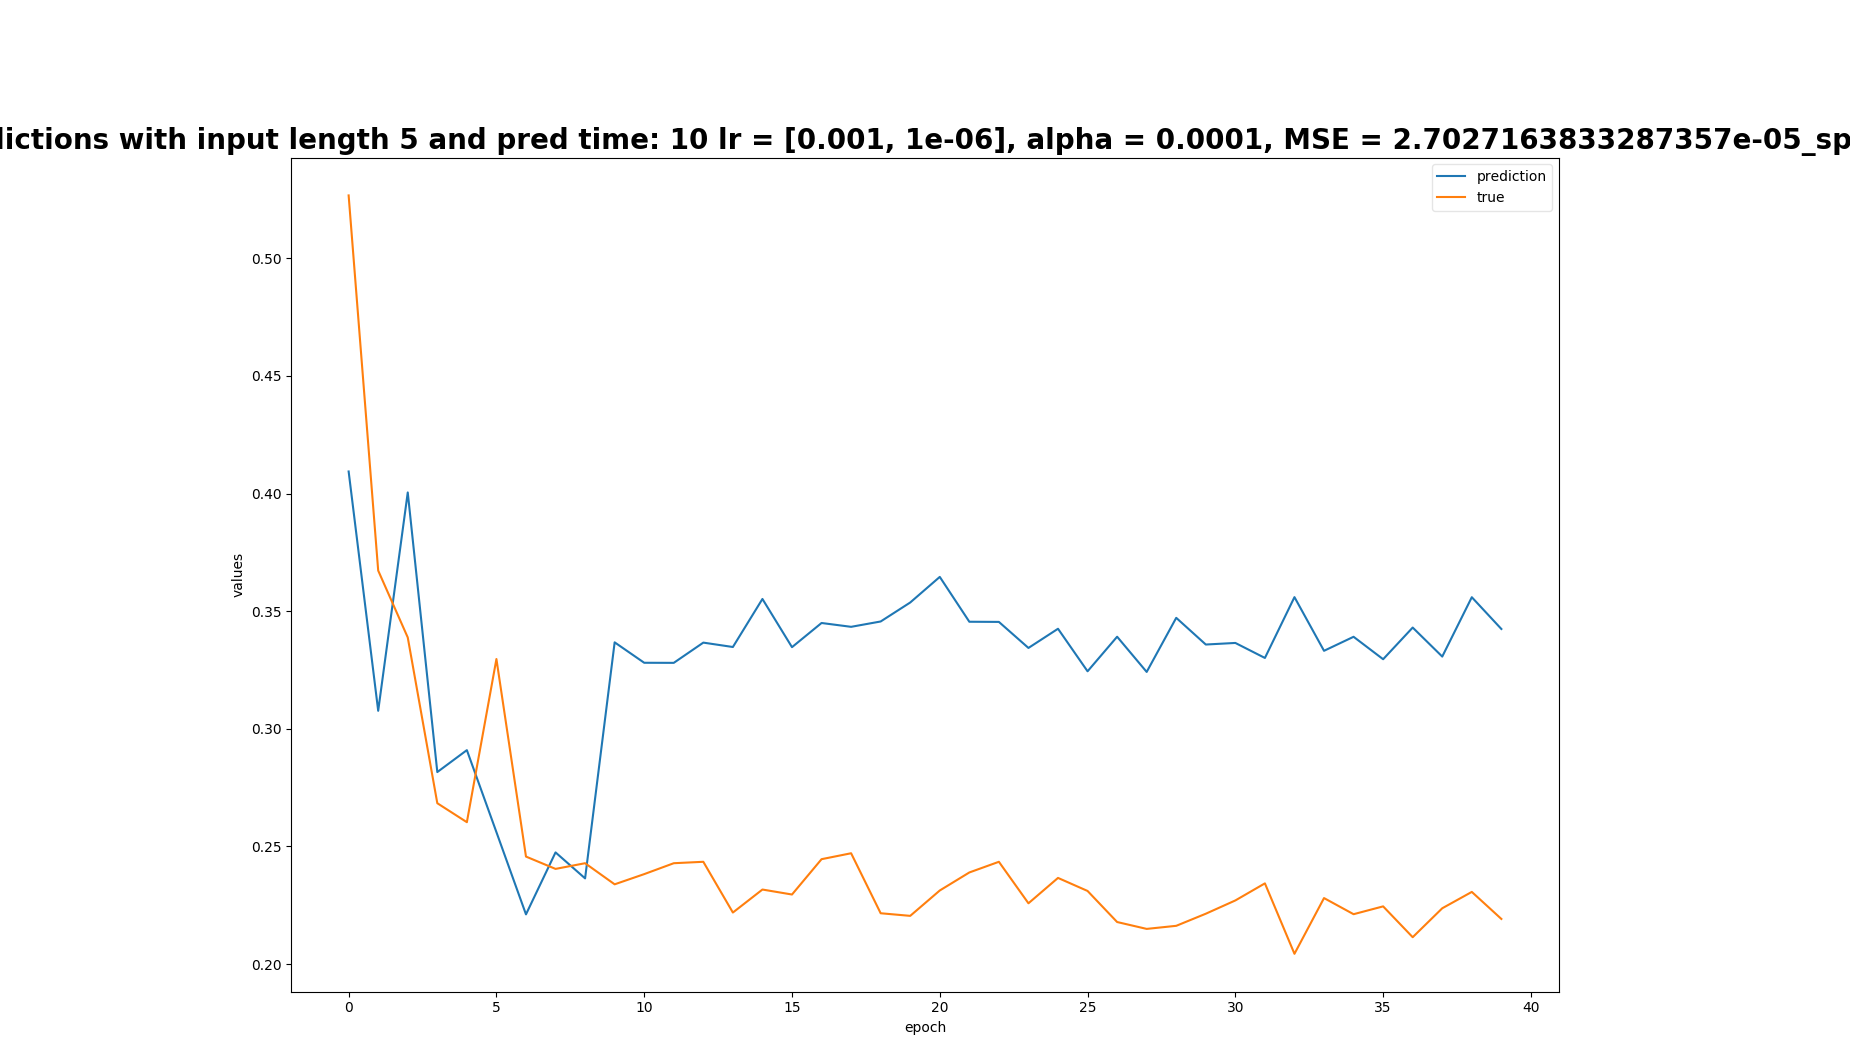 dictions with input length 5 and pred time: 10 lr = [0.001, 1e-06], alpha = 0.0001, MSE = 2.7027163833287357e-05_sp
prediction
true
0.50
0.45
0.40
0.35
0.30
0.25
0.20
values
0 5 10 15 20 25 30 35 40
epoch